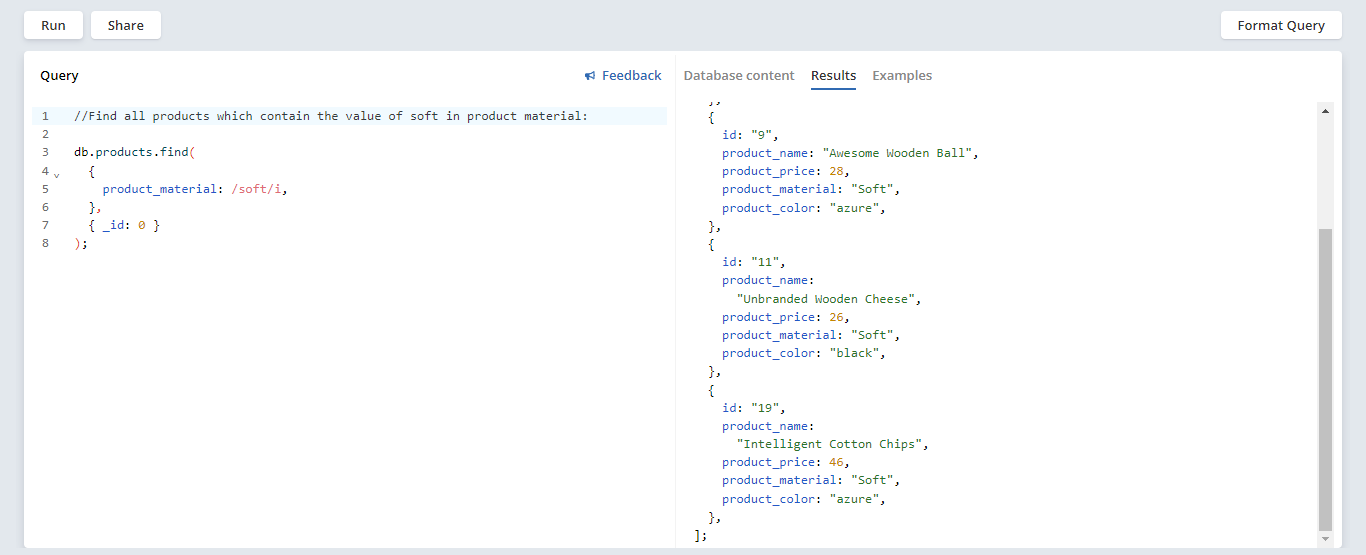 Run
Share
Format Query
Query
Feedback
1 //Find all products which contain the value of soft in product material:
2
3 db.products.find(
4 {
5 product_material: /soft/i,
6 },
7 { _id: 0 }
8 );
Database content
Results
Examples
},
{
id: "9",
product_name: "Awesome Wooden Ball",
product_price: 28,
product_material: "Soft",
product_color: "azure",
},
{
id: "11",
product_name:
"Unbranded Wooden Cheese",
product_price: 26,
product_material: "Soft",
product_color: "black",
},
{
id: "19",
product_name:
"Intelligent Cotton Chips",
product_price: 46,
product_material: "Soft",
product_color: "azure",
},
];